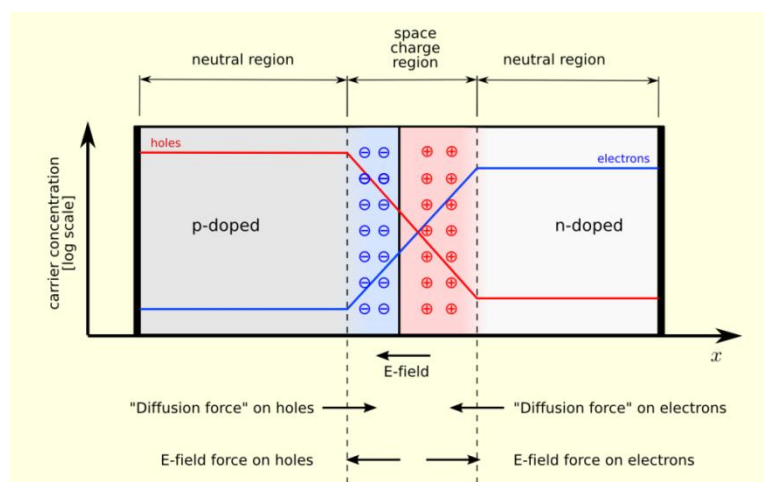 space
charge
region
neutral region
neutral region
holes
electrons
p-doped
n-doped
carrier concentration
[log scale]
x
E-field
"Diffusion force" on holes
"Diffusion force" on electrons
E-field force on holes
E-field force on electrons